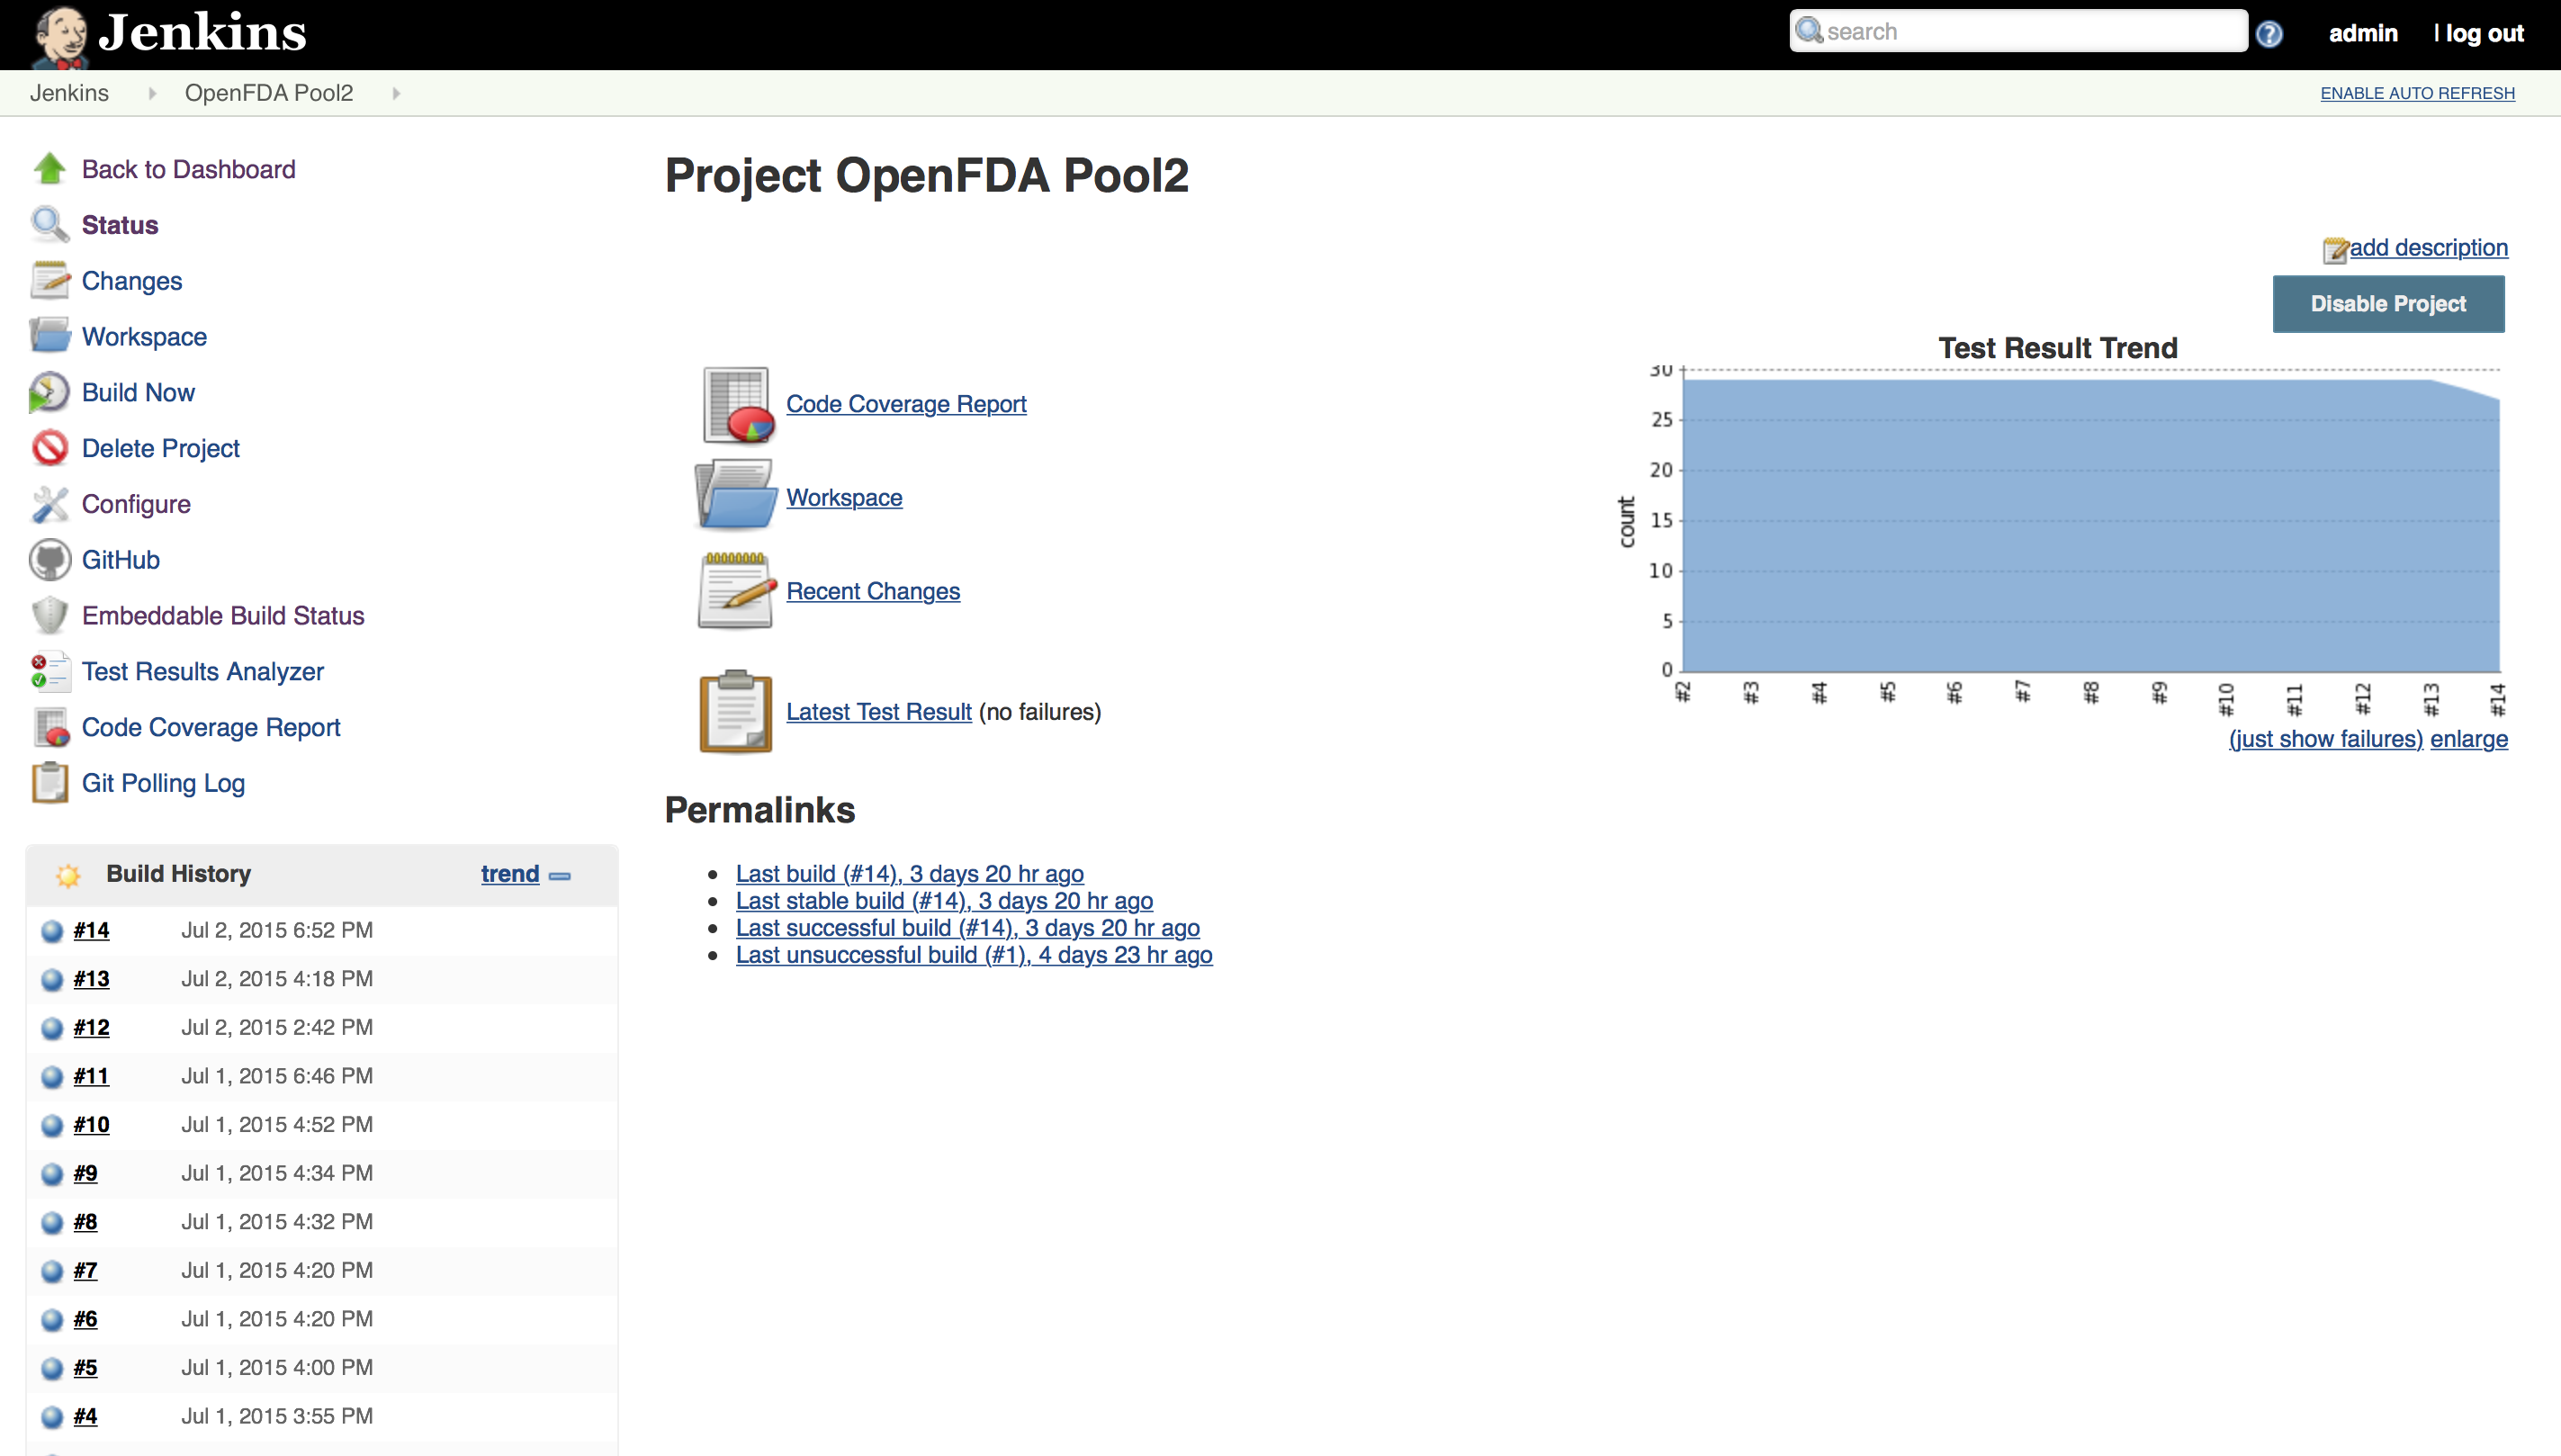 Jenkins
search
admin
| log out
Jenkins
OpenFDA Pool2
ENABLE AUTO REFRESH
Back to Dashboard
Status
Changes
Workspace
Build Now
Delete Project
Configure
GitHub
Embeddable Build Status
Test Results Analyzer
Code Coverage Report
Git Polling Log
Build History
trend
#14 Jul 2, 2015 6:52 PM
#13 Jul 2, 2015 4:18 PM
#12 Jul 2, 2015 2:42 PM
#11 Jul 1, 2015 6:46 PM
#10 Jul 1, 2015 4:52 PM
#9 Jul 1, 2015 4:34 PM
#8 Jul 1, 2015 4:32 PM
#7 Jul 1, 2015 4:20 PM
#6 Jul 1, 2015 4:20 PM
#5 Jul 1, 2015 4:00 PM
#4 Jul 1, 2015 3:55 PM
Project OpenFDA Pool2
add description
Disable Project
Code Coverage Report
Workspace
Recent Changes
Latest Test Result (no failures)
Test Result Trend
30
25
20
15
10
5
0
count
#2
#3
#4
#5
#6
#7
#8
#9
#10
#11
#12
#13
#14
(just show failures) enlarge
Permalinks
Last build (#14), 3 days 20 hr ago
Last stable build (#14), 3 days 20 hr ago
Last successful build (#14), 3 days 20 hr ago
Last unsuccessful build (#1), 4 days 23 hr ago